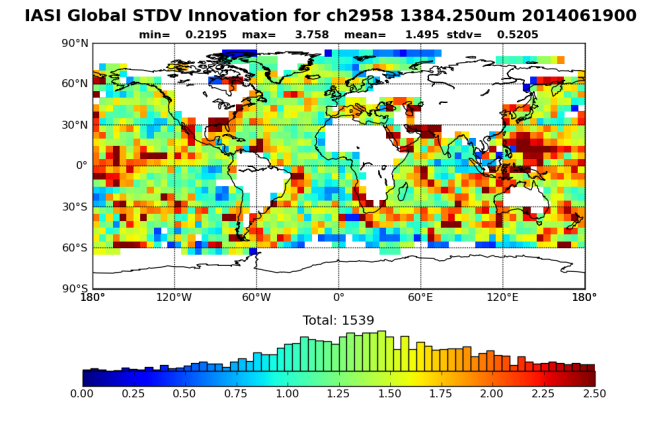 IASI Global STDV Innovation for ch2958 1384.250um 2014061900
min= 0.2195 max= 3.758 mean= 1.495 stdv= 0.5205
90°N
60°N
30°N
0°
30°S
60°S
90°S
180° 120°W 60°W 0° 60°E 120°E 180°
Total: 1539
0.00 0.25 0.50 0.75 1.00 1.25 1.50 1.75 2.00 2.25 2.50